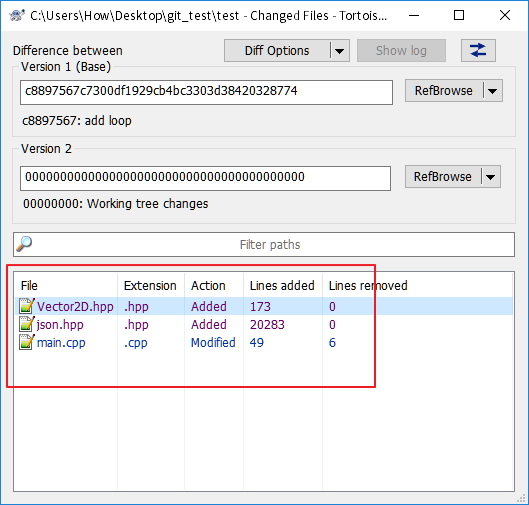 C:\Users\How\Desktop\git_test\test - Changed Files - Tortois...
Difference between
Diff Options
Show log
Version 1 (Base)
c8897567c7300df1929cb4bc3303d38420328774
RefBrowse
c8897567: add loop
Version 2
0000000000000000000000000000000000000000
RefBrowse
00000000: Working tree changes
Filter paths
File Extension Action Lines added Lines removed
Vector2D.hpp .hpp Added 173 0
json.hpp .hpp Added 20283 0
main.cpp .cpp Modified 49 6